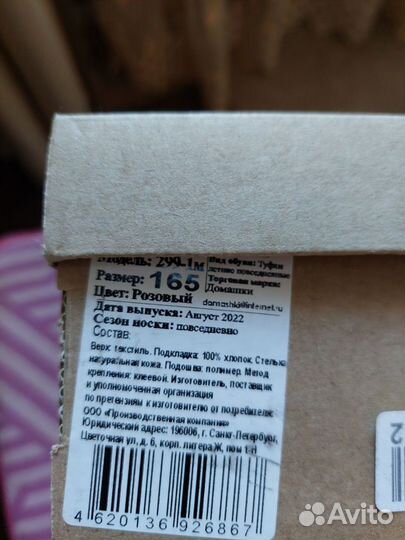 Модель: 299-1м
Вид обуви: Туфли
летние повседневные
Размер: 165
Торговая марка:
Домашки
Цвет: Розовый
domashki@internet.ru
Дата выпуска: Август 2022
Сезон носки: повседневно
Состав:
Верх: текстиль. Подкладка: 100% хлопок. Стелька:
натуральная кожа. Подошва: полимер. Метод
крепления: клеевой. Изготовитель, поставщик
и уполномоченная организация
по претензиям к изготовителю от потребителя:
ООО «Производственная компания»
Юридический адрес: 196006, г. Санкт-Петербург,
Цветочная ул, д. 6, корп. литера Ж, пом 1-Н
4 620136 926867
2
Avito